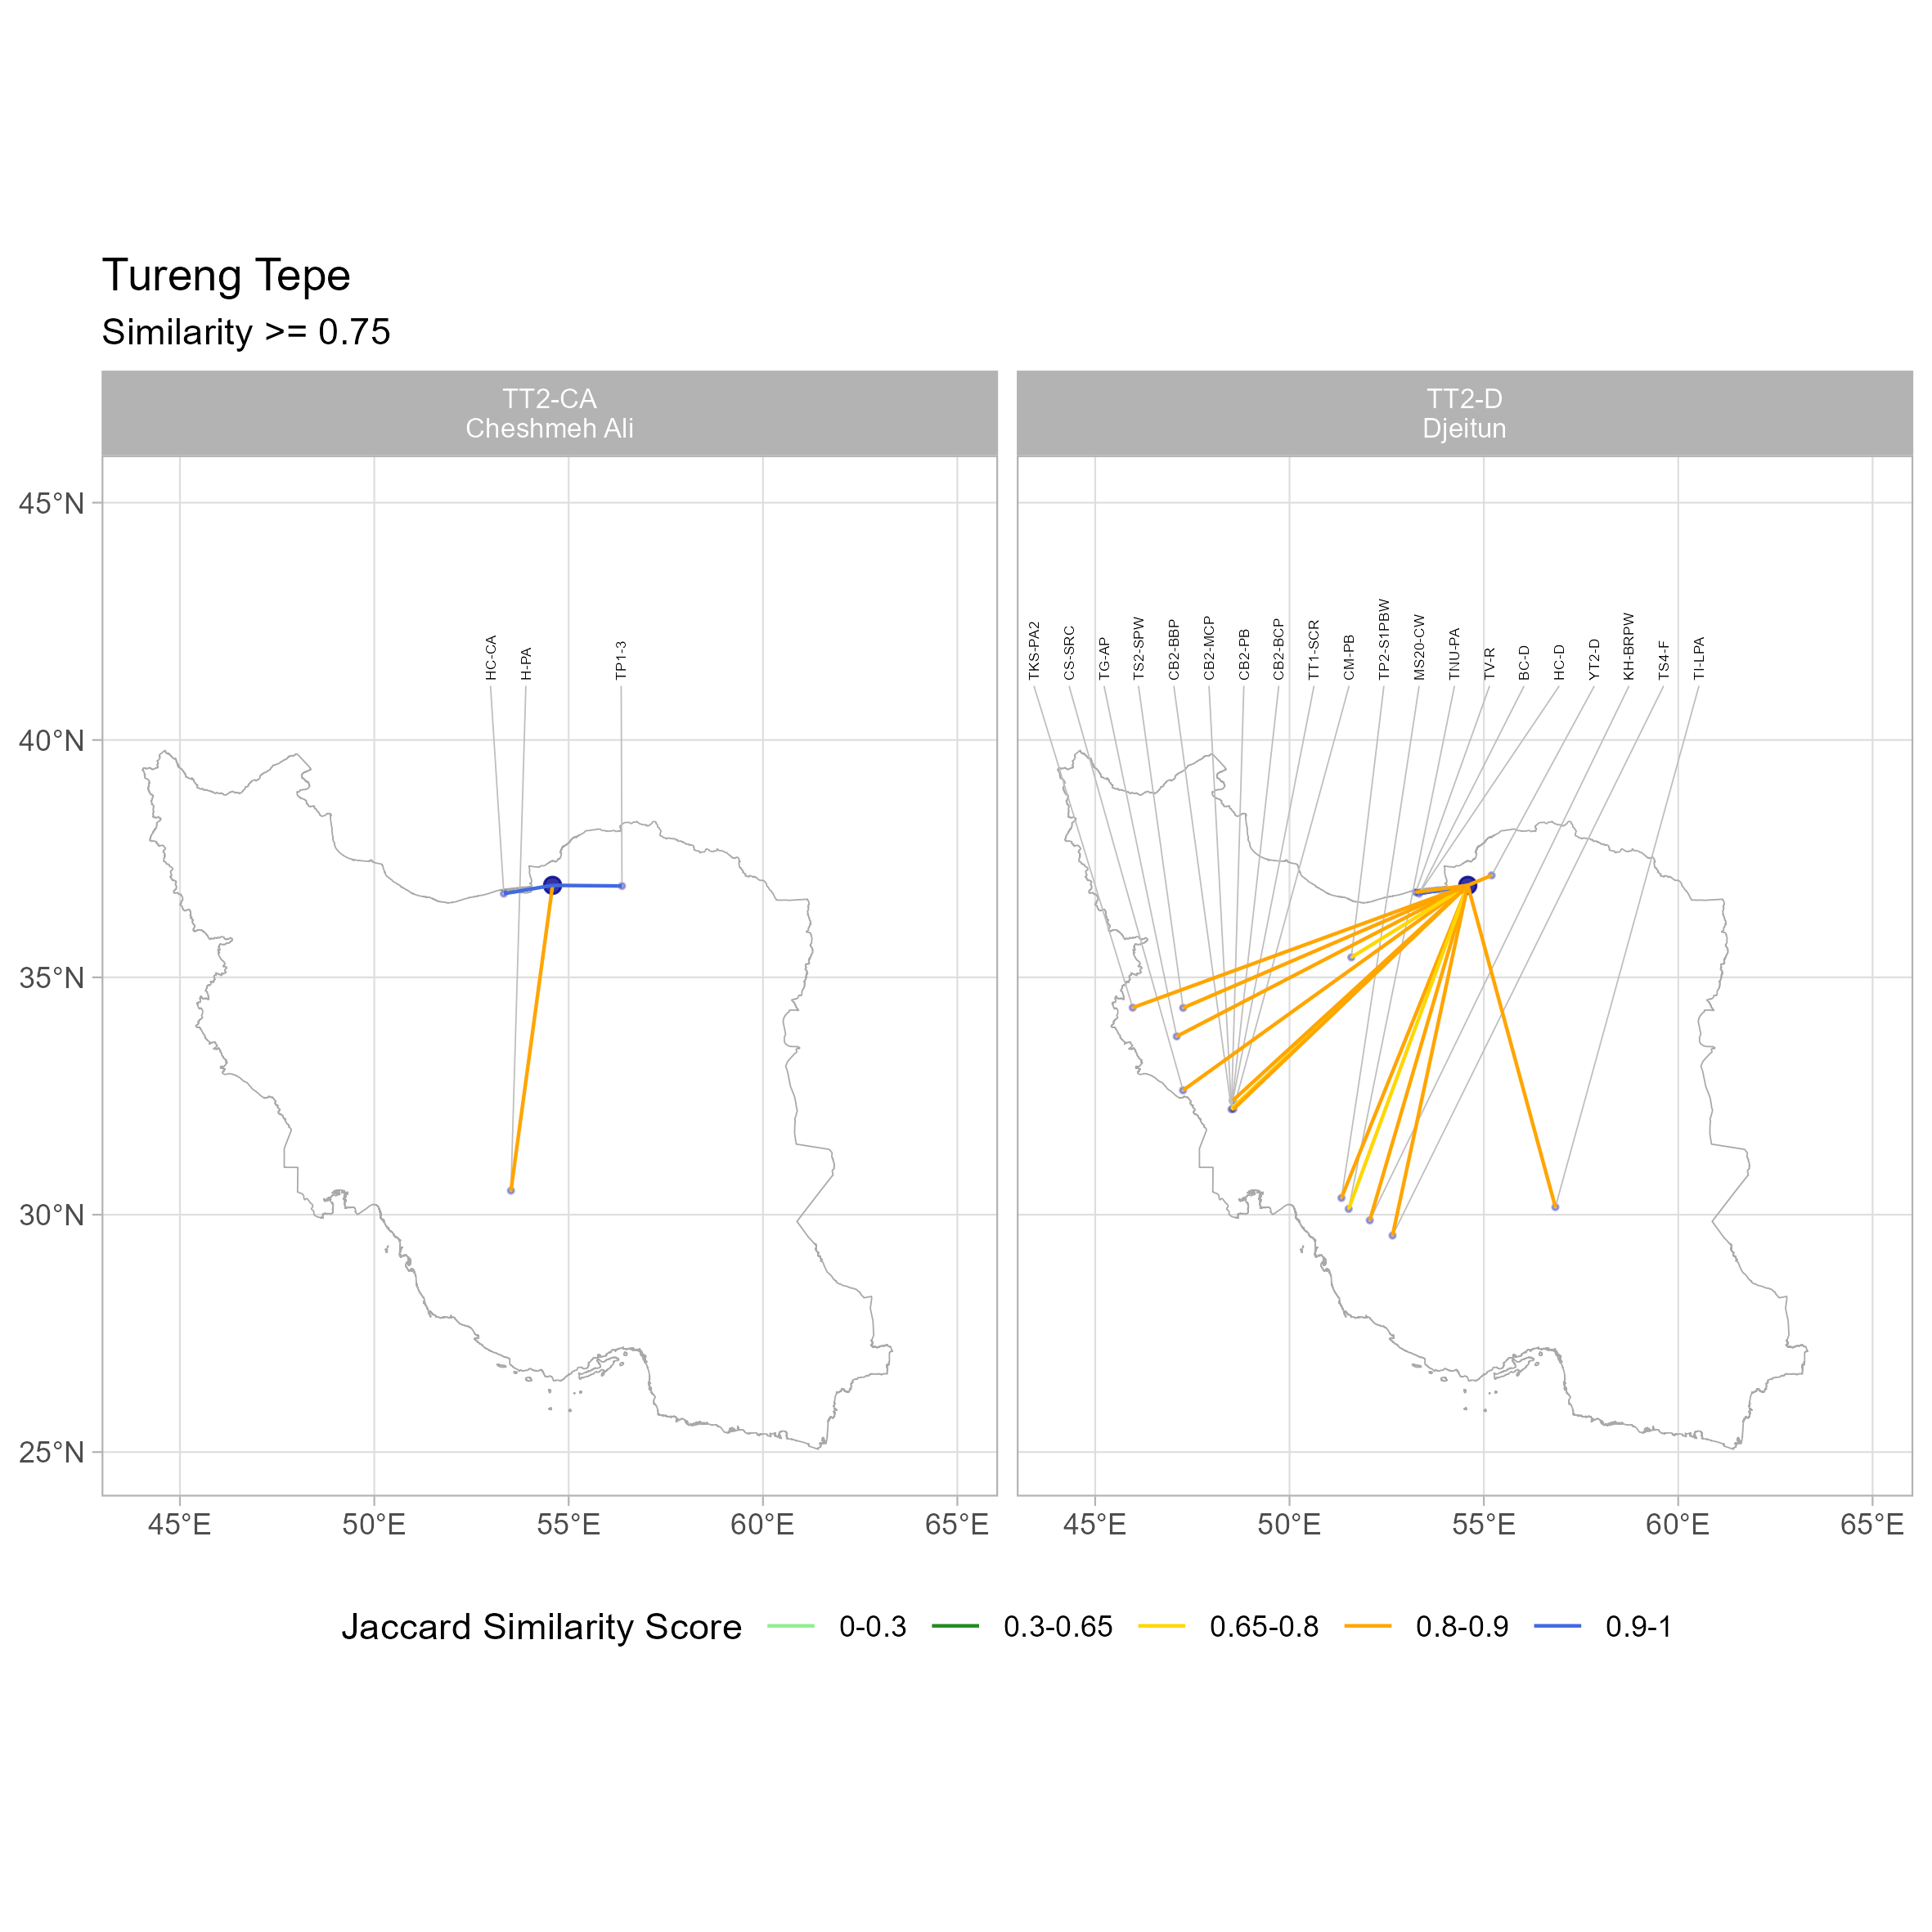 Tureng Tepe
Similarity >= 0.75
TT2-CA
Cheshmeh Ali
TT2-D
Djeitun
45°N
40°N
35°N
30°N
25°N
HC-CA
H-PA
TP1-3
TKS-PA2
CS-SRC
TG-AP
TS2-SPW
CB2-BBP
CB2-MCP
CB2-PB
CB2-BCP
TT1-SCR
CM-PB
TP2-S1PBW
MS20-CW
TNU-PA
TV-R
BC-D
HC-D
YT2-D
KH-BRPW
TS4-F
TI-LPA
45°E 50°E 55°E 60°E 65°E
45°E 50°E 55°E 60°E 65°E
Jaccard Similarity Score 0-0.3 0.3-0.65 0.65-0.8 0.8-0.9 0.9-1